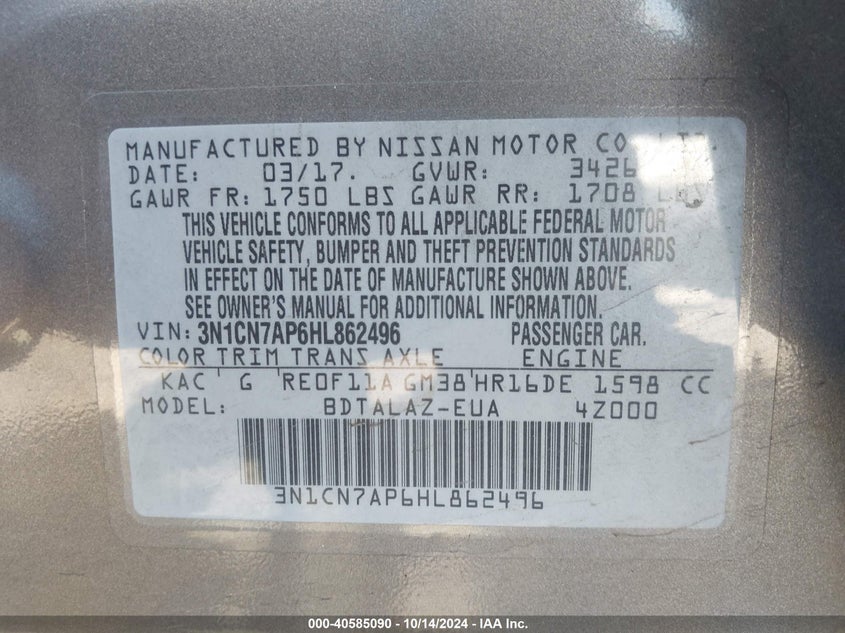 MANUFACTURED BY NISSAN MOTOR CO., LTD.
DATE: 03/17. GVWR: 3426
GAWR FR: 1750 LBS GAWR RR: 1708 LBS
THIS VEHICLE CONFORMS TO ALL APPLICABLE FEDERAL MOTOR
VEHICLE SAFETY, BUMPER AND THEFT PREVENTION STANDARDS
IN EFFECT ON THE DATE OF MANUFACTURE SHOWN ABOVE.
SEE OWNER'S MANUAL FOR ADDITIONAL INFORMATION.
VIN: 3N1CN7AP6HL862496 PASSENGER CAR.
COLOR TRIM TRANS AXLE ENGINE
KAC G RE0F11A GM38 HR16DE 1598 CC
MODEL: BDTALAZ-EUA 4Z000
3N1CN7AP6HL862496
000-40585090 - 10/14/2024 - IAA Inc.